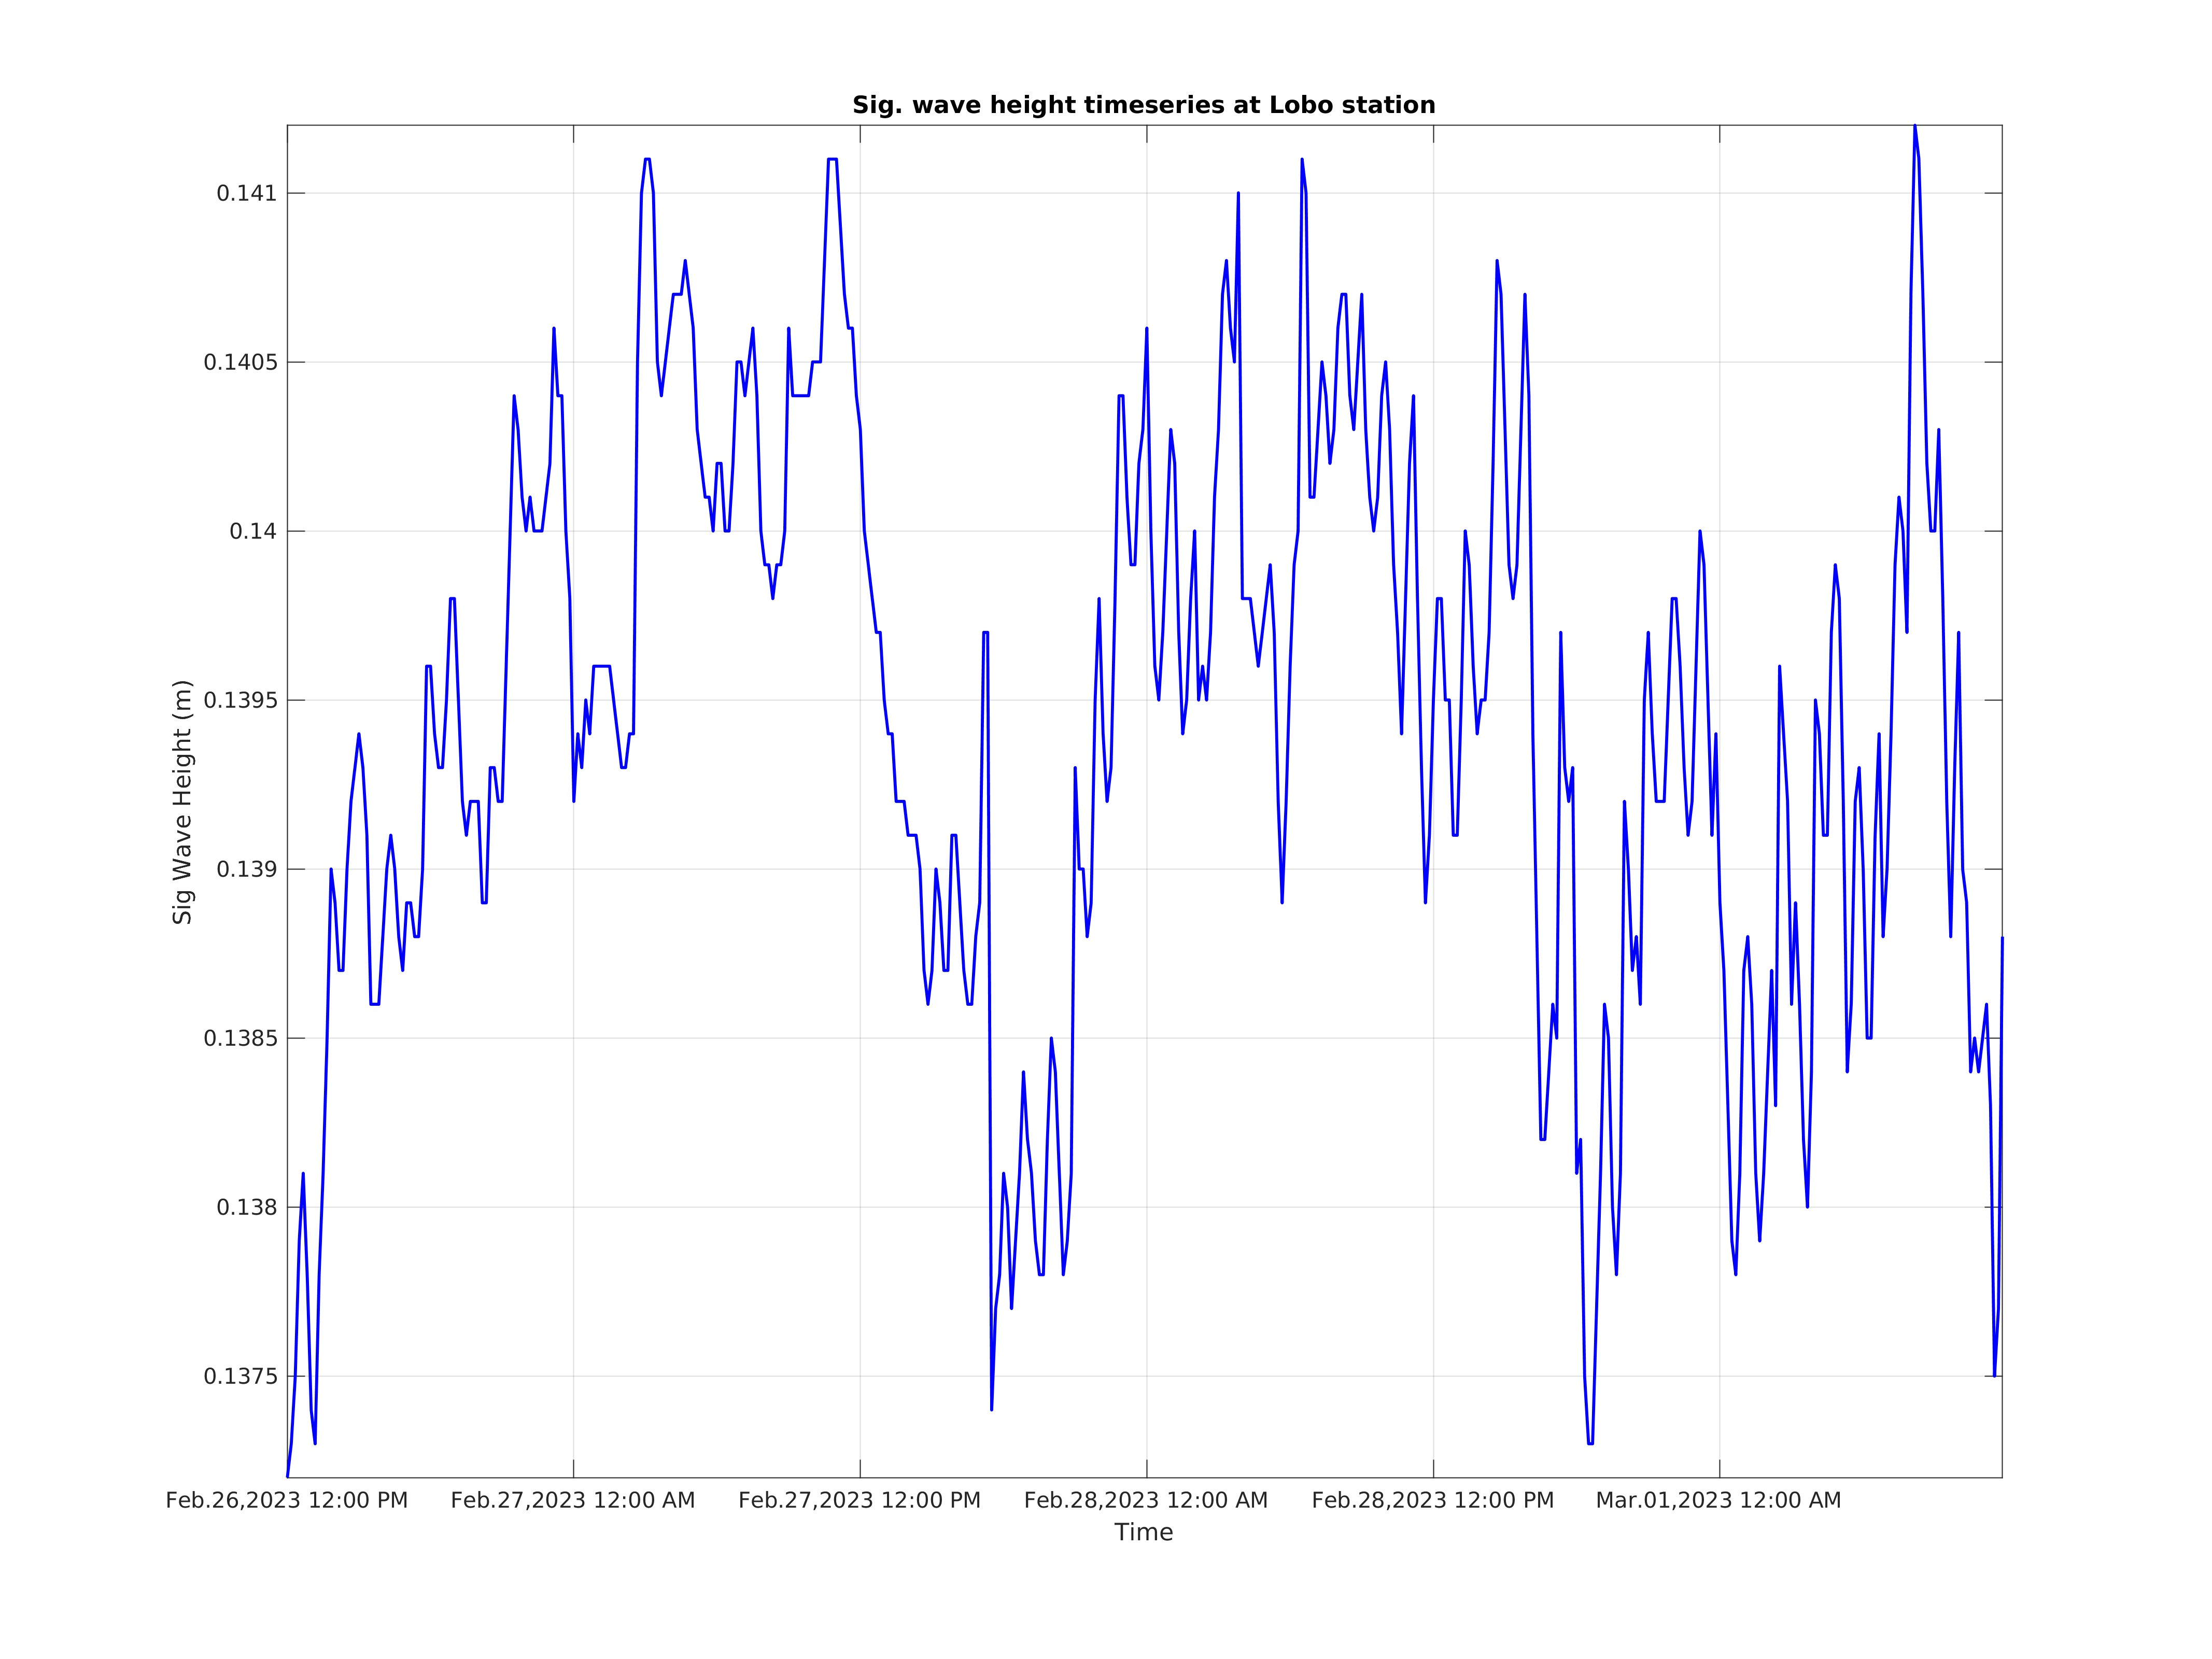 Sig. wave height timeseries at Lobo station
0.141
0.1405
0.14
0.1395
0.139
0.1385
0.138
0.1375
Sig Wave Height (m)
Feb.26,2023 12:00 PM Feb.27,2023 12:00 AM Feb.27,2023 12:00 PM Feb.28,2023 12:00 AM Feb.28,2023 12:00 PM Mar.01,2023 12:00 AM
Time